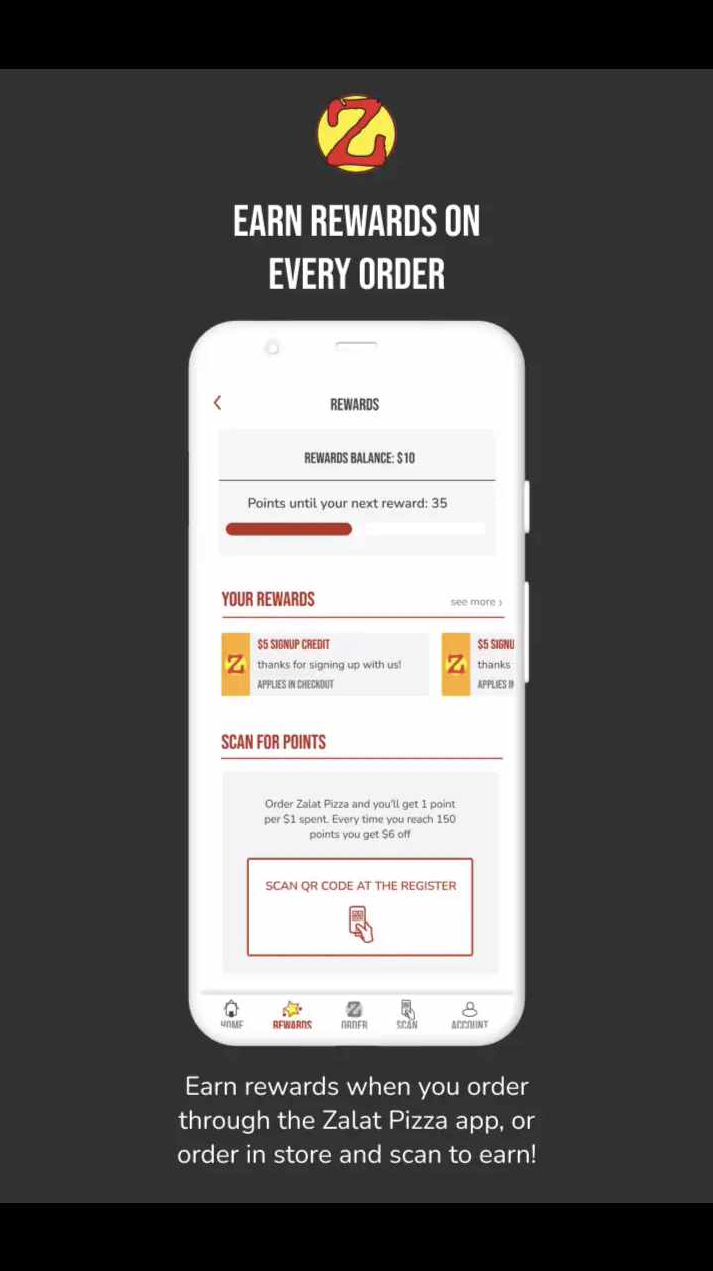 Z
EARN REWARDS ON
EVERY ORDER
REWARDS
REWARDS BALANCE: $10
Points until your next reward: 35
YOUR REWARDS
see more ›
Z
$5 SIGNUP CREDIT
thanks for signing up with us!
APPLIES IN CHECKOUT
Z
$5 SIGNU
thanks
APPLIES I
SCAN FOR POINTS
Order Zalat Pizza and you'll get 1 point
per $1 spent. Every time you reach 150
points you get $6 off
SCAN QR CODE AT THE REGISTER
HOME
REWARDS
ORDER
SCAN
ACCOUNT
Earn rewards when you order
through the Zalat Pizza app, or
order in store and scan to earn!